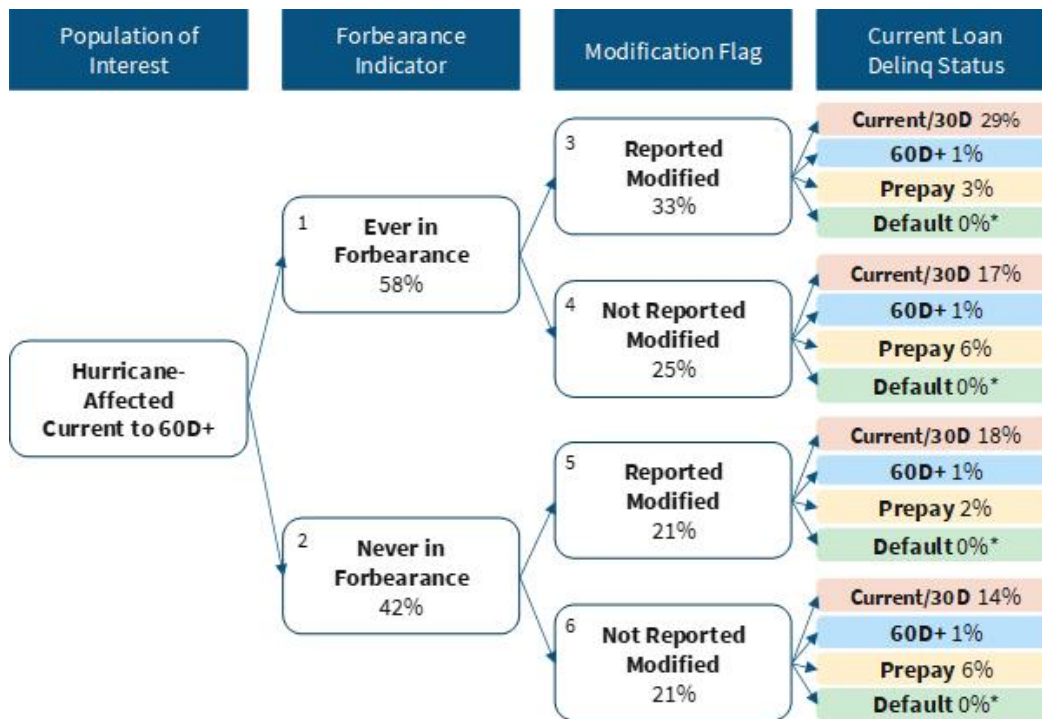 Population of
Interest
Forbearance
Indicator
Modification Flag
Current Loan
Delinq Status
Hurricane-
Affected
Current to 60D+
1
Ever in
Forbearance
58%
2
Never in
Forbearance
42%
3
Reported
Modified
33%
4
Not Reported
Modified
25%
5
Reported
Modified
21%
6
Not Reported
Modified
21%
Current/30D 29%
60D+ 1%
Prepay 3%
Default 0%*
Current/30D 17%
60D+ 1%
Prepay 6%
Default 0%*
Current/30D 18%
60D+ 1%
Prepay 2%
Default 0%*
Current/30D 14%
60D+ 1%
Prepay 6%
Default 0%*